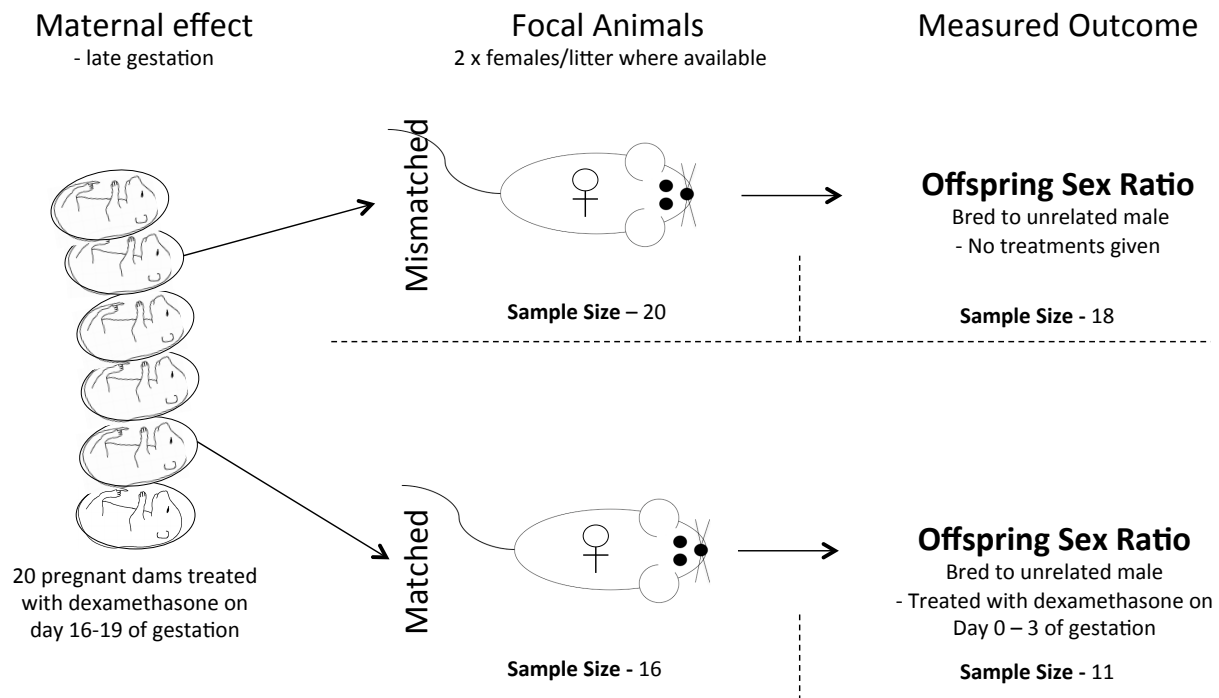 Maternal effect
- late gestation
Focal Animals
2 x females/litter where available
Measured Outcome
Mismatched
Offspring Sex Ratio
Bred to unrelated male
- No treatments given
Sample Size – 20
Sample Size - 18
20 pregnant dams treated
with dexamethasone on
day 16-19 of gestation
Matched
Offspring Sex Ratio
Bred to unrelated male
- Treated with dexamethasone on
Day 0 – 3 of gestation
Sample Size - 16
Sample Size - 11